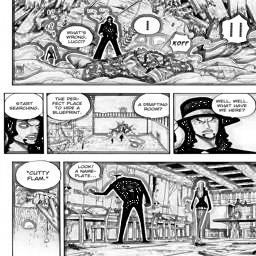 WHAT'S
WRONG,
LUCCI?
!
KOFF
!!
START
SEARCHING.
THE PER-
FECT PLACE
TO HIDE A
BLUEPRINT.
A DRAFTING
ROOM?
WELL, WELL.
WHAT HAVE
WE HERE?
"CUTTY
FLAM."
LOOK!
A NAME-
PLATE...